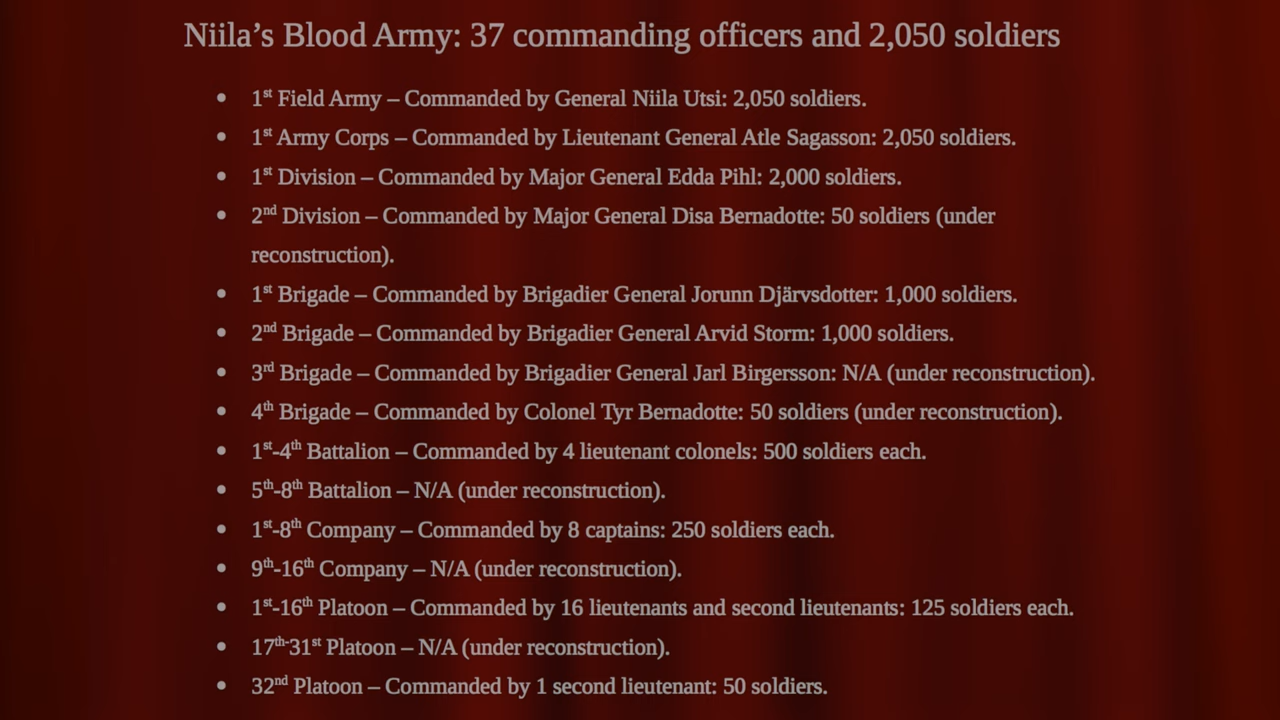 Niila’s Blood Army: 37 commanding officers and 2,050 soldiers
• 1st Field Army – Commanded by General Niila Utsi: 2,050 soldiers.
• 1st Army Corps – Commanded by Lieutenant General Atle Sagasson: 2,050 soldiers.
• 1st Division – Commanded by Major General Edda Pihl: 2,000 soldiers.
• 2nd Division – Commanded by Major General Disa Bernadotte: 50 soldiers (under
reconstruction).
• 1st Brigade – Commanded by Brigadier General Jorunn Djärvsdotter: 1,000 soldiers.
• 2nd Brigade – Commanded by Brigadier General Arvid Storm: 1,000 soldiers.
• 3rd Brigade – Commanded by Brigadier General Jarl Birgersson: N/A (under reconstruction).
• 4th Brigade – Commanded by Colonel Tyr Bernadotte: 50 soldiers (under reconstruction).
• 1st-4th Battalion – Commanded by 4 lieutenant colonels: 500 soldiers each.
• 5th-8th Battalion – N/A (under reconstruction).
• 1st-8th Company – Commanded by 8 captains: 250 soldiers each.
• 9th-16th Company – N/A (under reconstruction).
• 1st-16th Platoon – Commanded by 16 lieutenants and second lieutenants: 125 soldiers each.
• 17th-31st Platoon – N/A (under reconstruction).
• 32nd Platoon – Commanded by 1 second lieutenant: 50 soldiers.